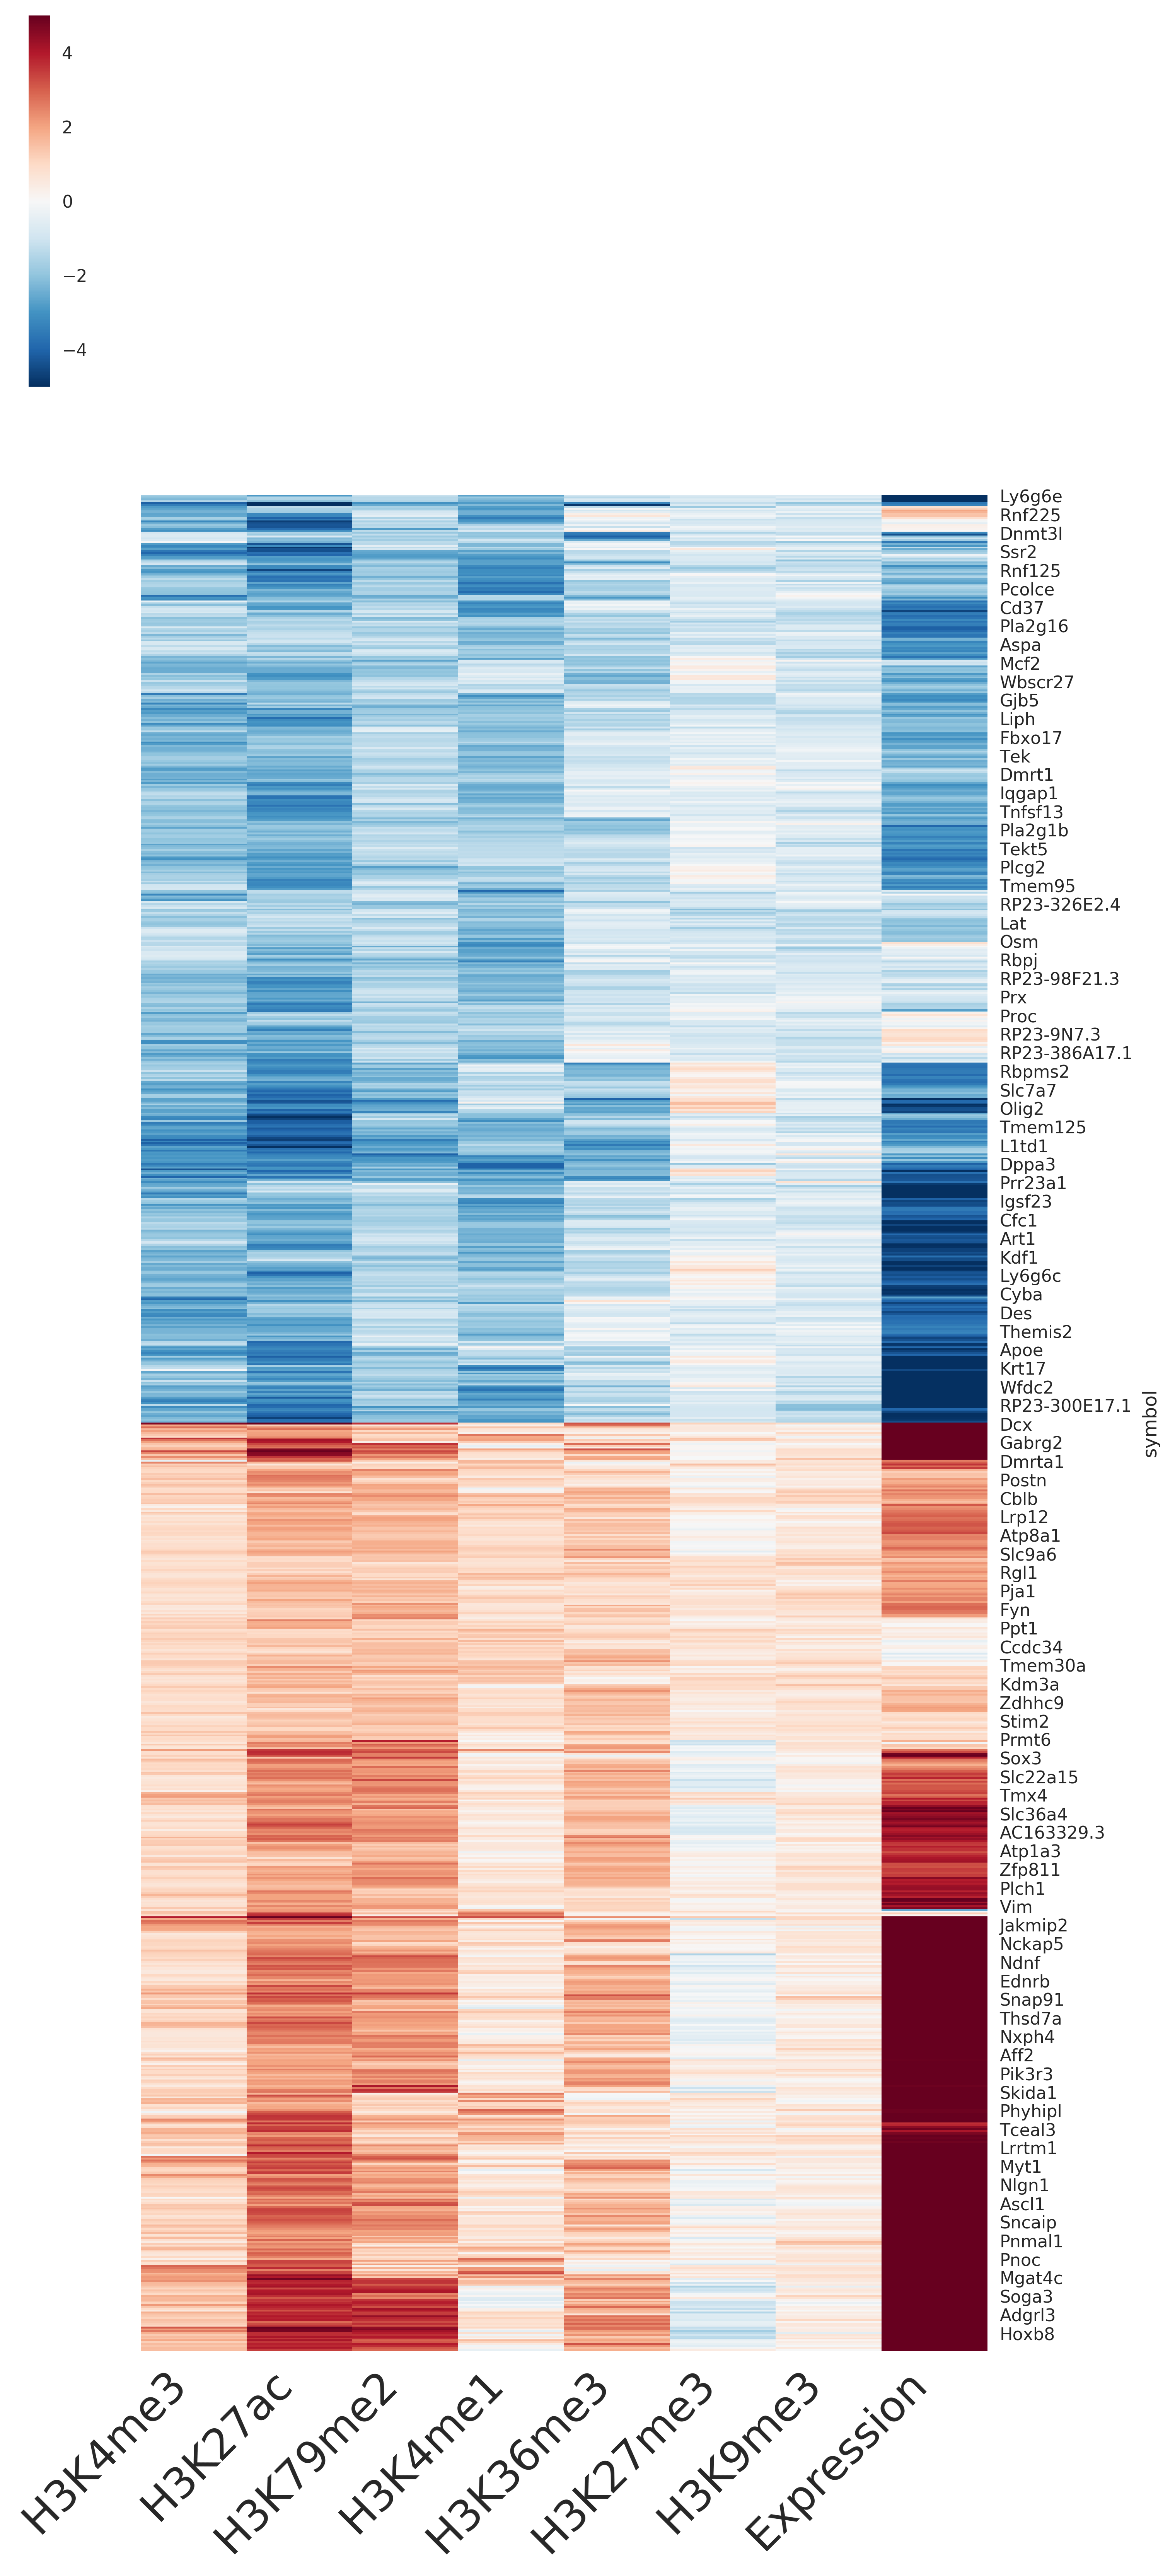 4
2
0
−2
−4
Ly6g6e
Rnf225
Dnmt3l
Ssr2
Rnf125
Pcolce
Cd37
Pla2g16
Aspa
Mcf2
Wbscr27
Gjb5
Liph
Fbxo17
Tek
Dmrt1
Iqgap1
Tnfsf13
Pla2g1b
Tekt5
Plcg2
Tmem95
RP23-326E2.4
Lat
Osm
Rbpj
RP23-98F21.3
Prx
Proc
RP23-9N7.3
RP23-386A17.1
Rbpms2
Slc7a7
Olig2
Tmem125
L1td1
Dppa3
Prr23a1
Igsf23
Cfc1
Art1
Kdf1
Ly6g6c
Cyba
Des
Themis2
Apoe
Krt17
Wfdc2
RP23-300E17.1
Dcx
Gabrg2
Dmrta1
Postn
Cblb
Lrp12
Atp8a1
Slc9a6
Rgl1
Pja1
Fyn
Ppt1
Ccdc34
Tmem30a
Kdm3a
Zdhhc9
Stim2
Prmt6
Sox3
Slc22a15
Tmx4
Slc36a4
AC163329.3
Atp1a3
Zfp811
Plch1
Vim
Jakmip2
Nckap5
Ndnf
Ednrb
Snap91
Thsd7a
Nxph4
Aff2
Pik3r3
Skida1
Phyhipl
Tceal3
Lrrtm1
Myt1
Nlgn1
Ascl1
Sncaip
Pnmal1
Pnoc
Mgat4c
Soga3
Adgrl3
Hoxb8
symbol
H3K4me3
H3K27ac
H3K79me2
H3K4me1
H3K36me3
H3K27me3
H3K9me3
Expression